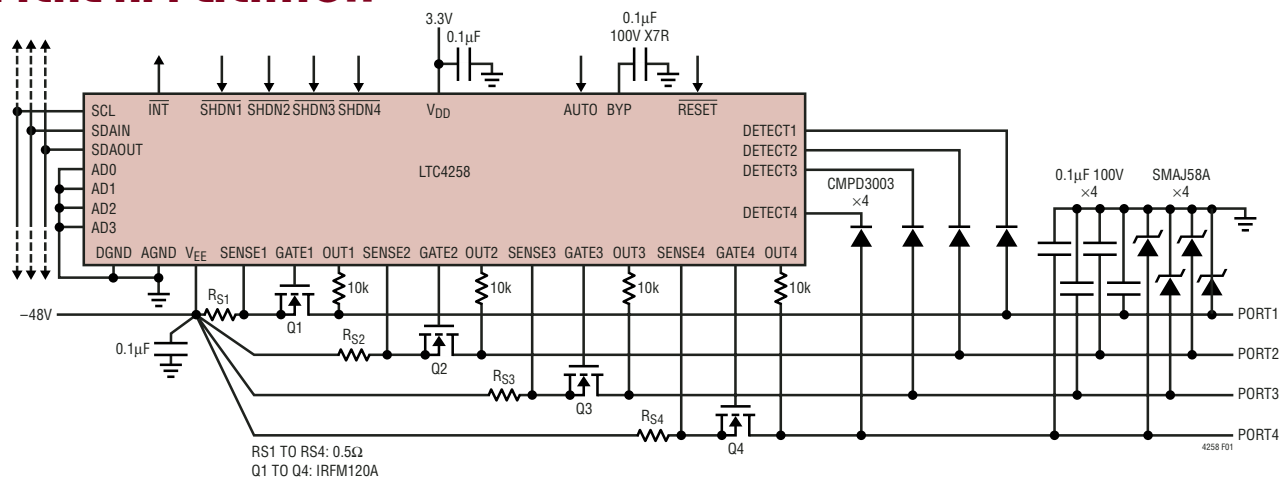 3.3V
0.1µF
0.1µF
100V X7R
SCL
SDAIN
SDAOUT
AD0
AD1
AD2
AD3
INT
SHDN1
SHDN2
SHDN3
SHDN4
VDD
AUTO
BYP
RESET
LTC4258
DETECT1
DETECT2
DETECT3
DETECT4
DGND
AGND
VEE
SENSE1
GATE1
OUT1
SENSE2
GATE2
OUT2
SENSE3
GATE3
OUT3
SENSE4
GATE4
OUT4
CMPD3003
×4
0.1µF 100V
×4
SMAJ58A
×4
10k
10k
10k
10k
–48V
0.1µF
RS1
Q1
RS2
Q2
RS3
Q3
RS4
Q4
PORT1
PORT2
PORT3
PORT4
4258 F01
RS1 TO RS4: 0.5Ω
Q1 TO Q4: IRFM120A